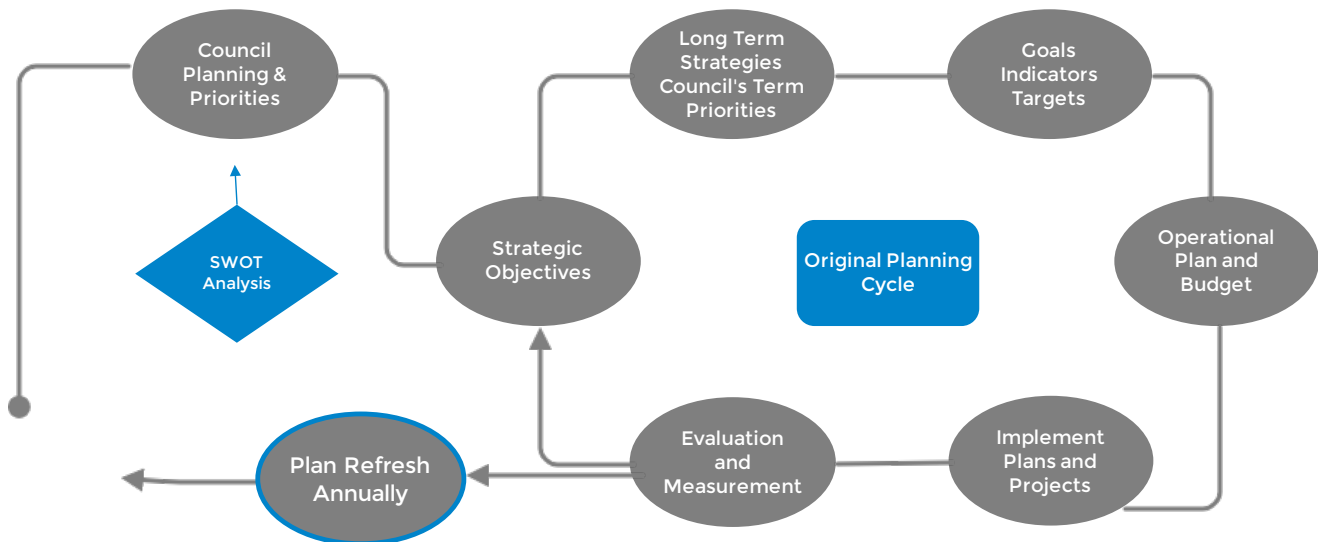 Council
Planning &
Priorities
Long Term
Strategies
Council's Term
Priorities
Goals
Indicators
Targets
SWOT
Analysis
Strategic
Objectives
Original Planning
Cycle
Operational
Plan and
Budget
Plan Refresh
Annually
Evaluation
and
Measurement
Implement
Plans and
Projects